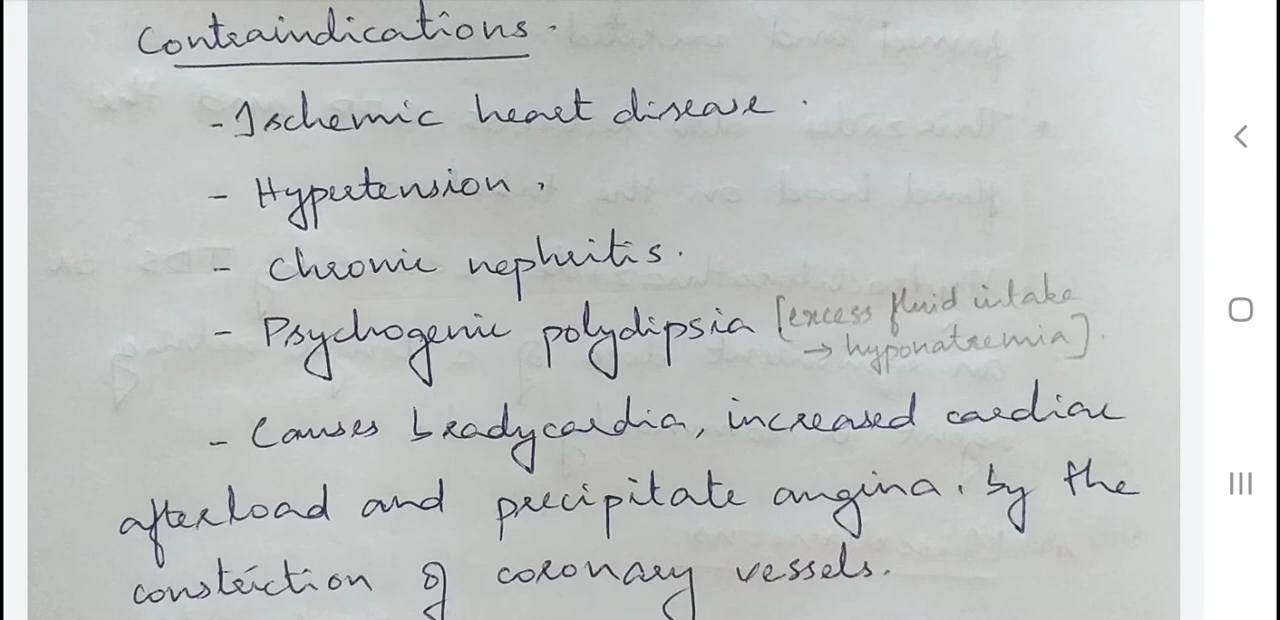 Contraindications.
- Ischemic heart disease.
- Hypertension.
- Chronic nephritis.
- Psychogenic polydipsia [excess fluid intake
→ hyponatremia].
- Causes bradycardia, increased cardiac
afterload and precipitate angina. by the
constriction of coronary vessels.